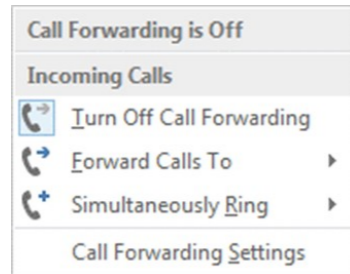 Call Forwarding is Off
Incoming Calls
Turn Off Call Forwarding
Forward Calls To
Simultaneously Ring
Call Forwarding Settings